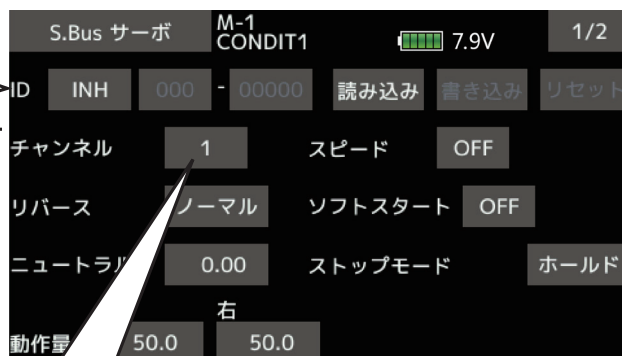 S.Bus サーボ M-1 CONDIT1 7.9V 1/2
ID INH 000 - 00000 読み込み 書き込み リセット
チャンネル 1 スピード OFF
リバース ノーマル ソフトスタート OFF
ニュートラル 0.00 ストップモード ホールド
右
動作量 50.0 50.0